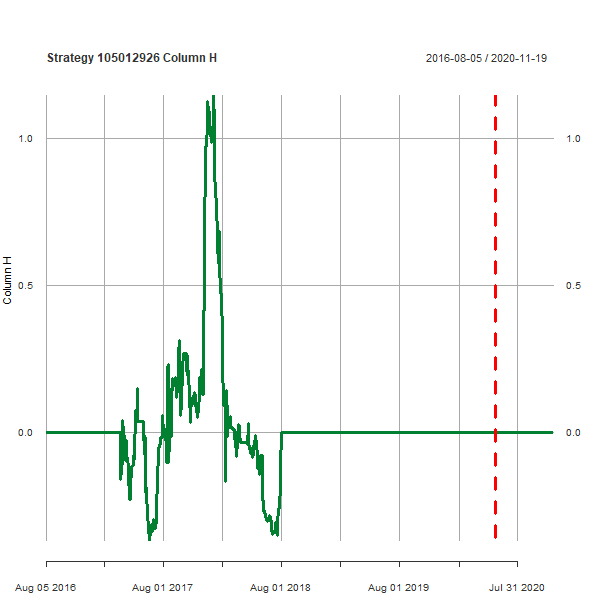 Strategy 105012926 Column H
2016-08-05 / 2020-11-19
1.0
1.0
0.5
0.5
0.0
0.0
Column H
Aug 05 2016
Aug 01 2017
Aug 01 2018
Aug 01 2019
Jul 31 2020